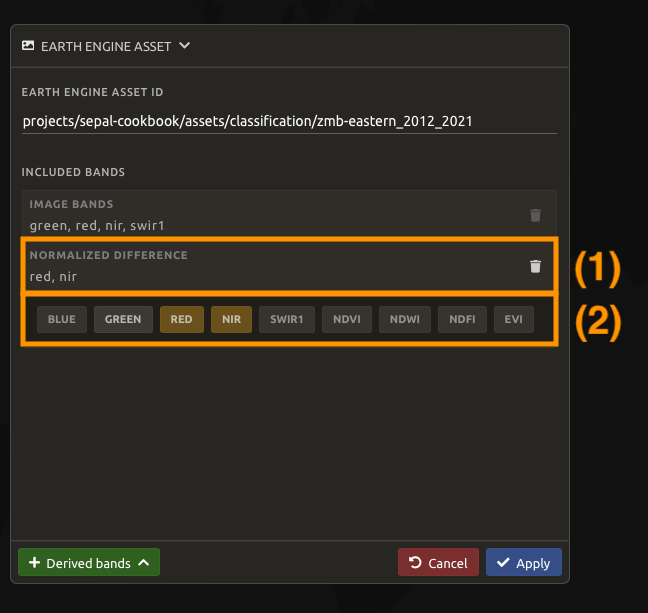 EARTH ENGINE ASSET
EARTH ENGINE ASSET ID
projects/sepal-cookbook/assets/classification/zmb-eastern_2012_2021
INCLUDED BANDS
IMAGE BANDS
green, red, nir, swir1
NORMALIZED DIFFERENCE
red, nir
(1)
BLUE GREEN RED NIR SWIR1 NDVI NDWI NDFI EVI
(2)
Derived bands Cancel Apply